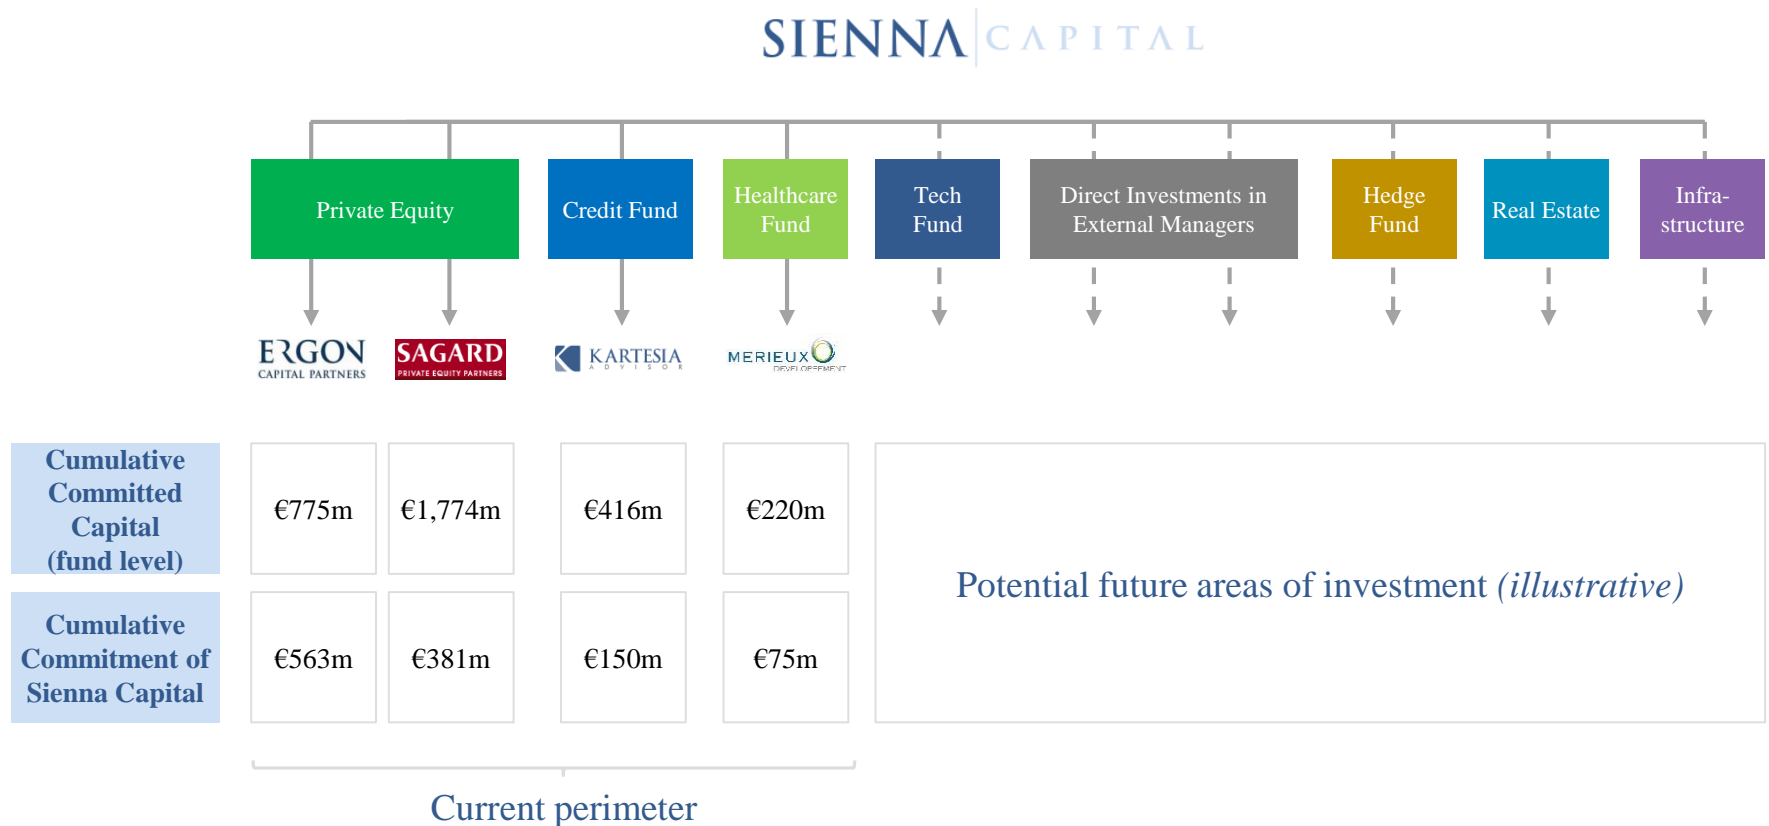 SIENNA CAPITAL
Private Equity
Credit Fund
Healthcare
Fund
Tech
Fund
Direct Investments in
External Managers
Hedge
Fund
Real Estate
Infra-
structure
ERGON
CAPITAL PARTNERS
SAGARD
PRIVATE EQUITY PARTNERS
KARTESIA
ADVISOR
MERIEUX
DEVELOPPEMENT
Cumulative
Committed
Capital
(fund level)
€775m
€1,774m
€416m
€220m
Potential future areas of investment (illustrative)
Cumulative
Commitment of
Sienna Capital
€563m
€381m
€150m
€75m
Current perimeter